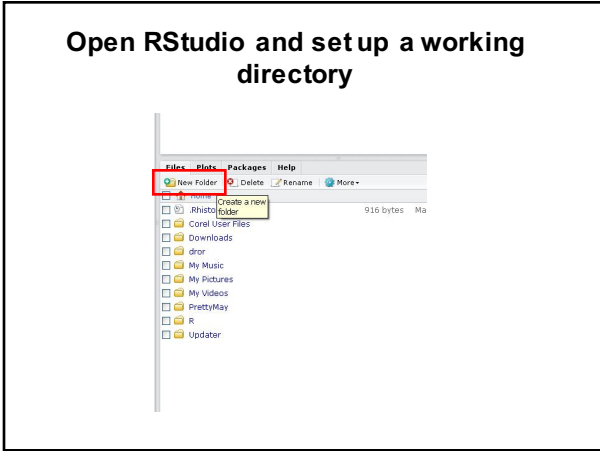 Open RStudio and set up a working
directory
Files Plots Packages Help
New Folder Delete Rename More
Home
Create a new
folder
.Rhisto 916 bytes Ma
Corel User Files
Downloads
dror
My Music
My Pictures
My Videos
PrettyMay
R
Updater